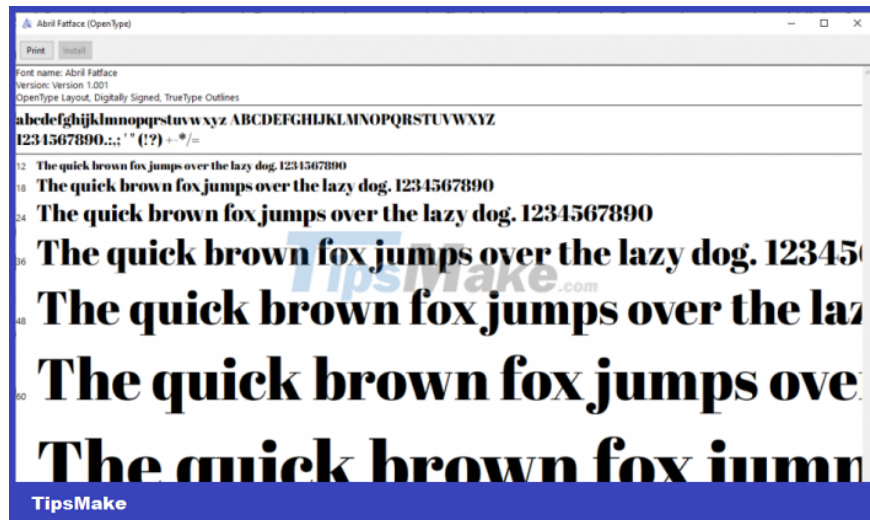 Abril Fatface (OpenType)
Print Install
Font name: Abril Fatface
Version: Version 1.001
OpenType Layout, Digitally Signed, TrueType Outlines
abcdefghijklmnopqrstuvwxyz ABCDEFGHIJKLMNOPQRSTUVWXYZ
1234567890.:,; ' " (!?) +-*/=
12 The quick brown fox jumps over the lazy dog. 1234567890
18 The quick brown fox jumps over the lazy dog. 1234567890
24 The quick brown fox jumps over the lazy dog. 1234567890
36 The quick brown fox jumps over the lazy dog. 12345
TipsMake.com
48 The quick brown fox jumps over the laz
60 The quick brown fox jumps ove
The quick brown fox jump
TipsMake